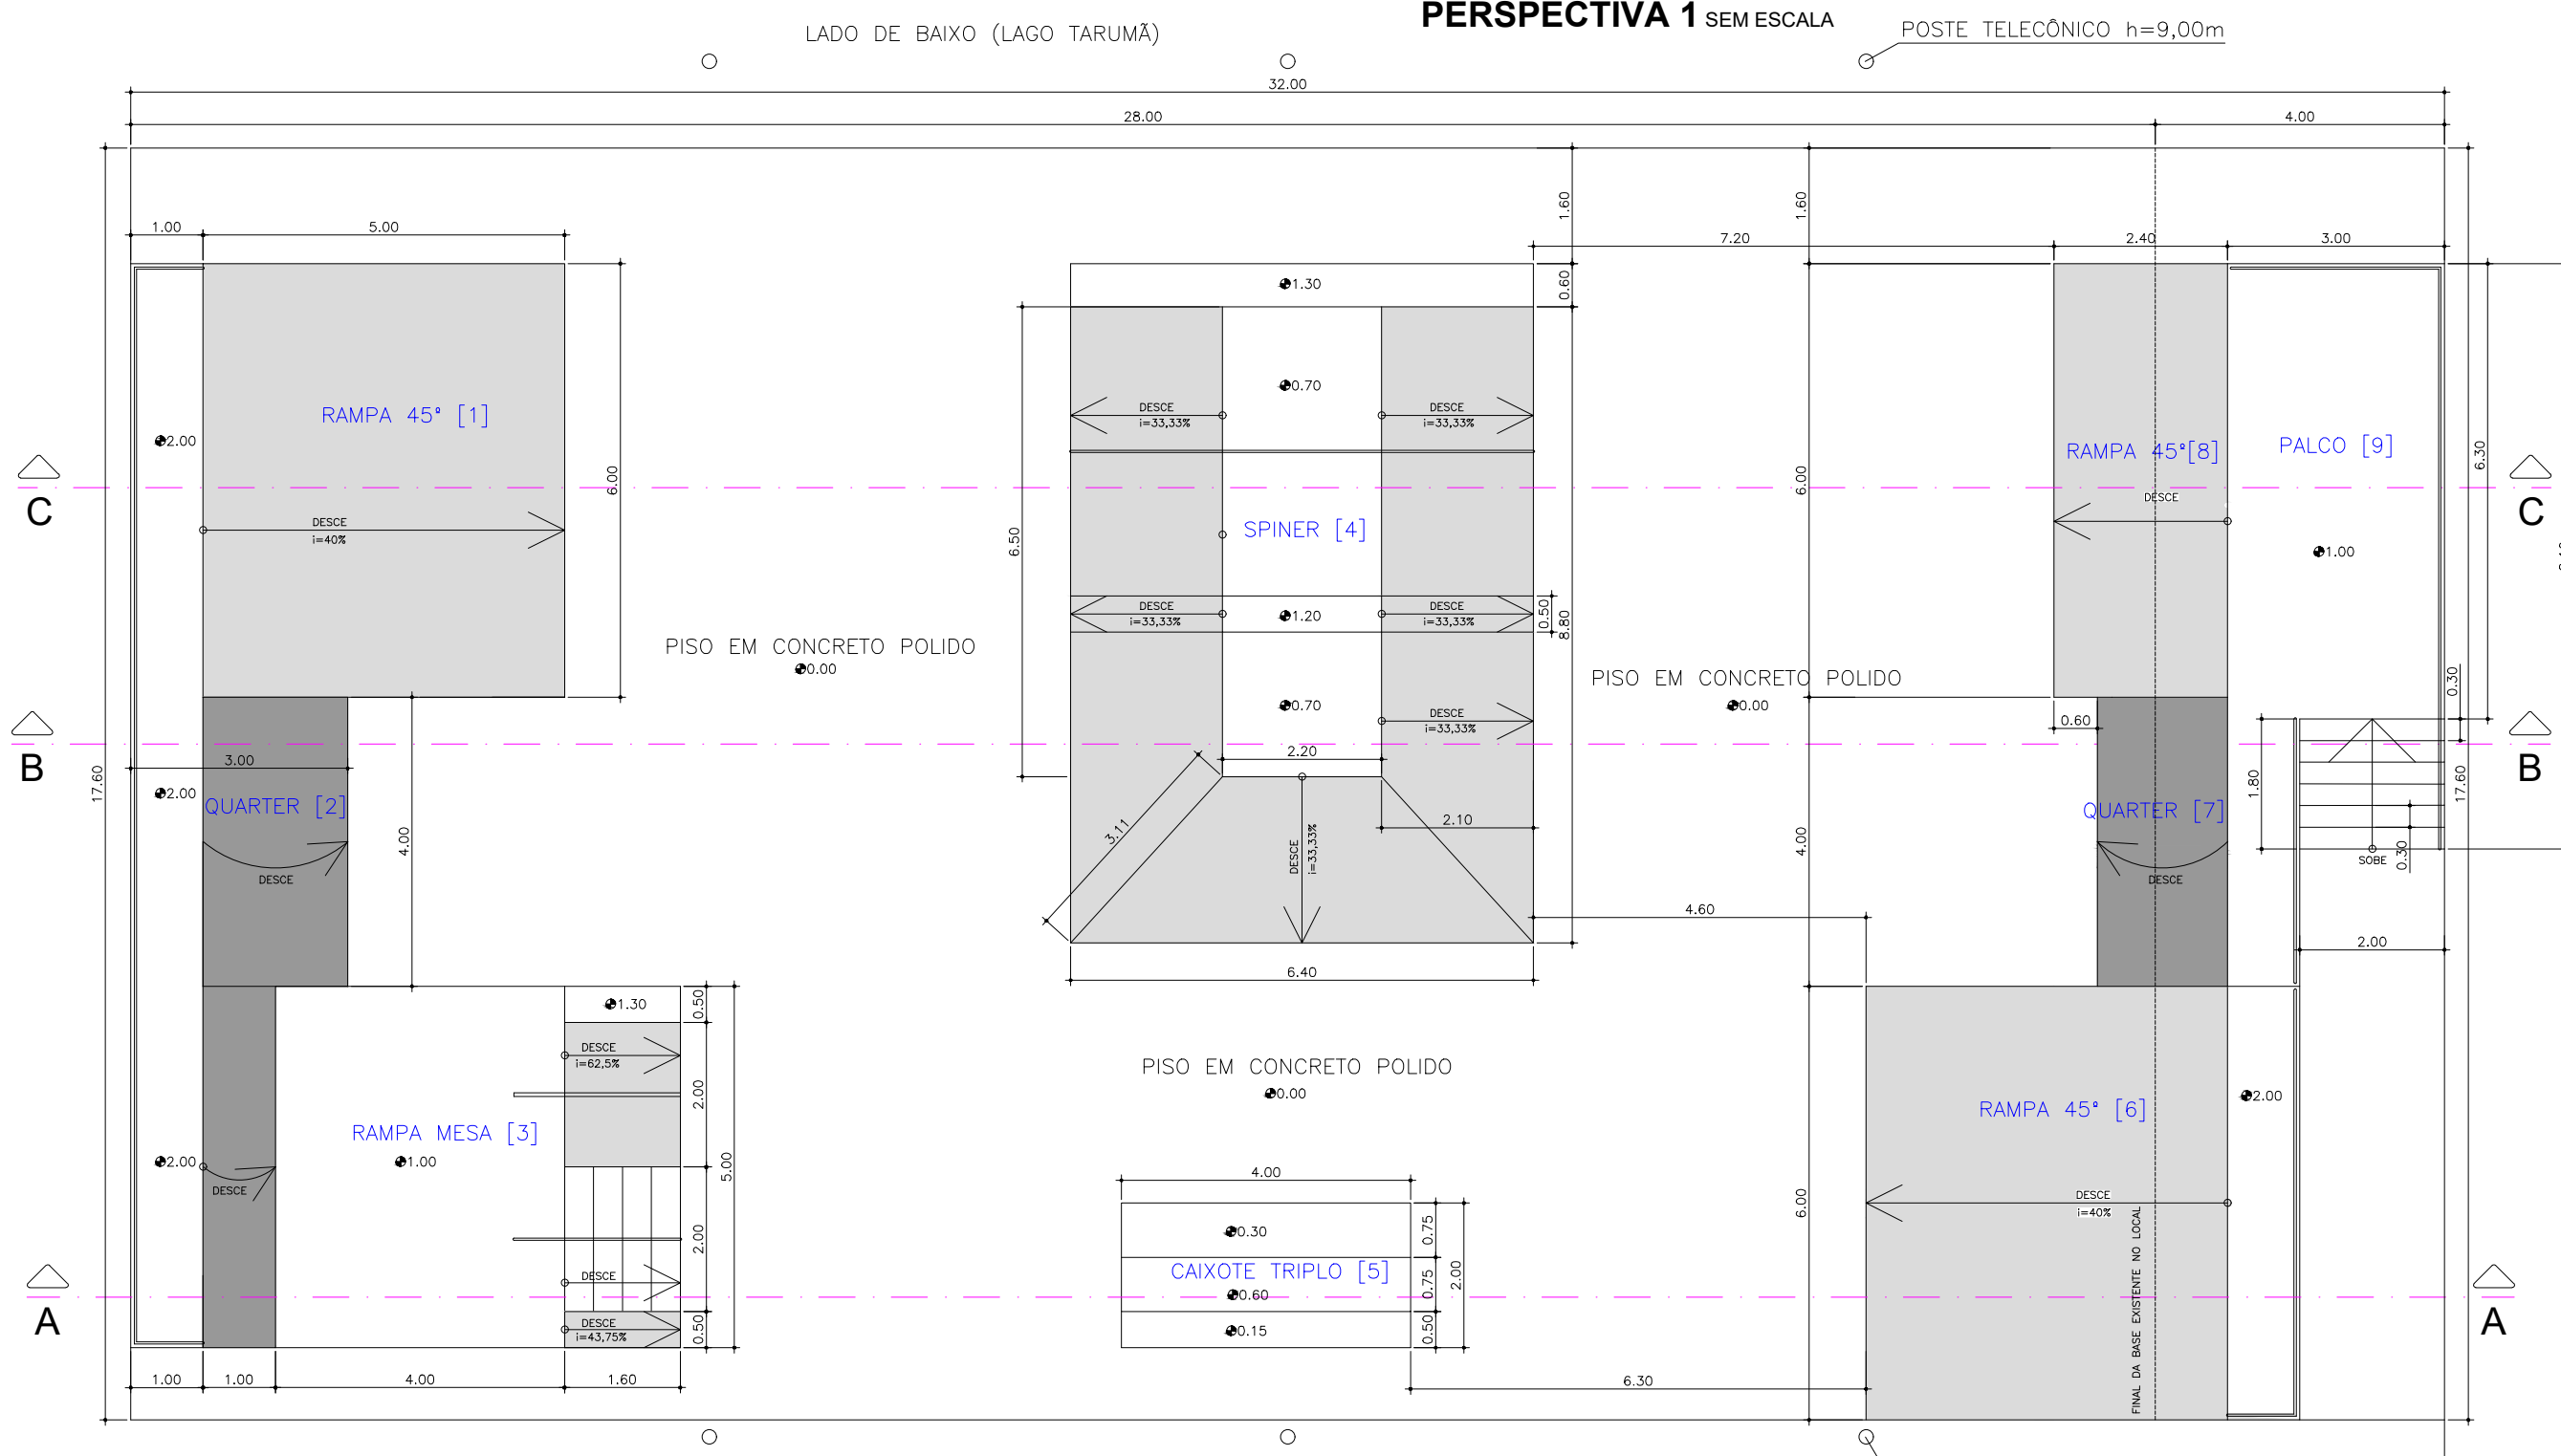 PERSPECTIVA 1 SEM ESCALA
LADO DE BAIXO (LAGO TARUMÃ)
POSTE TELECÔNICO h=9,00m
32.00
28.00
4.00
1.60
1.60
1.00
5.00
7.20
2.40
3.00
1.30
0.60
0.70
RAMPA 45° [1]
2.00
DESCE
i=33,33%
DESCE
i=33,33%
RAMPA 45°[8]
PALCO [9]
6.30
6.00
6.00
C
C
DESCE
i=40%
6.50
SPINER [4]
DESCE
1.00
DESCE
i=33,33%
1.20
DESCE
i=33,33%
0.50
8.80
PISO EM CONCRETO POLIDO
0.00
PISO EM CONCRETO POLIDO
0.00
0.70
DESCE
i=33,33%
0.60
0.30
B
B
3.00
2.20
17.60
2.00
QUARTER [2]
4.00
DESCE
3.11
DESCE
i=33,33%
2.10
4.00
QUARTER [7]
DESCE
1.80
17.60
SOBE
0.30
4.60
2.00
6.40
1.30
0.50
DESCE
i=62,5%
2.00
PISO EM CONCRETO POLIDO
0.00
RAMPA 45° [6]
2.00
RAMPA MESA [3]
1.00
2.00
DESCE
5.00
2.00
4.00
0.30
0.75
CAIXOTE TRIPLO [5]
0.60
0.75
2.00
0.15
0.50
6.00
DESCE
i=40%
FINAL DA BASE EXISTENTE NO LOCAL
DESCE
DESCE
i=43,75%
0.50
A
A
1.00
1.00
4.00
1.60
6.30